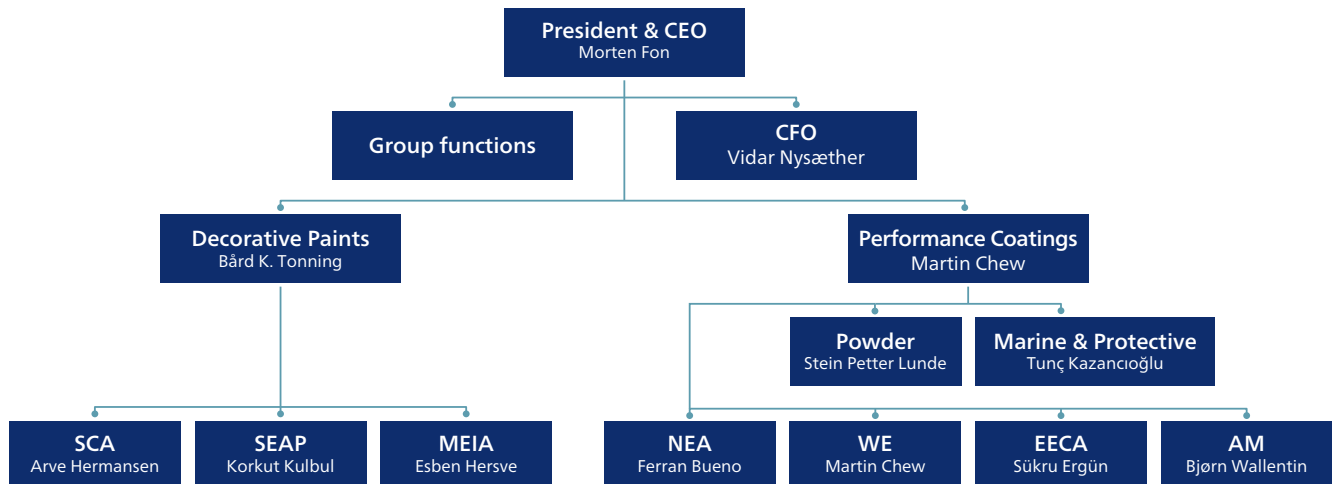 President & CEO
Morten Fon
Group functions
CFO
Vidar Nysæther
Decorative Paints
Bård K. Tonning
Performance Coatings
Martin Chew
Powder
Stein Petter Lunde
Marine & Protective
Tunç Kazancıoğlu
SCA
Arve Hermansen
SEAP
Korkut Kulbul
MEIA
Esben Hersve
NEA
Ferran Bueno
WE
Martin Chew
EECA
Sükru Ergün
AM
Bjørn Wallentin